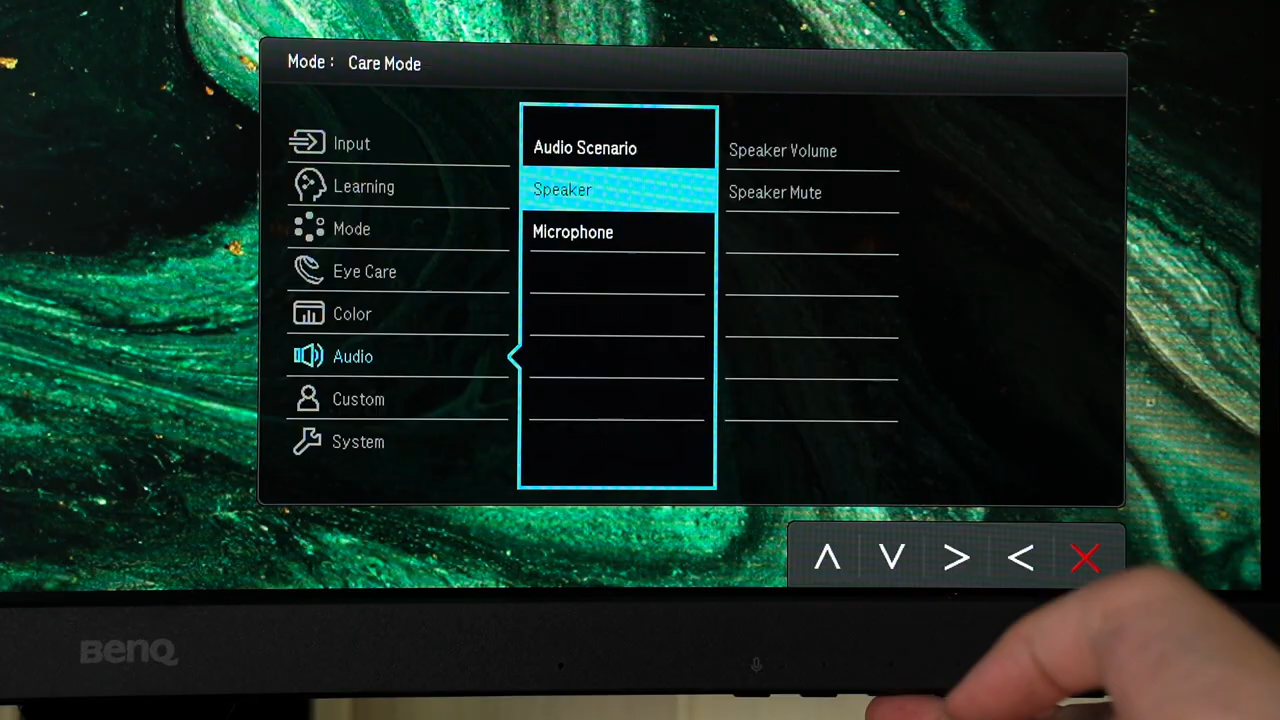 Mode : Care Mode
Input
Learning
Mode
Eye Care
Color
Audio
Custom
System
Audio Scenario
Speaker
Microphone
Speaker Volume
Speaker Mute
BenQ